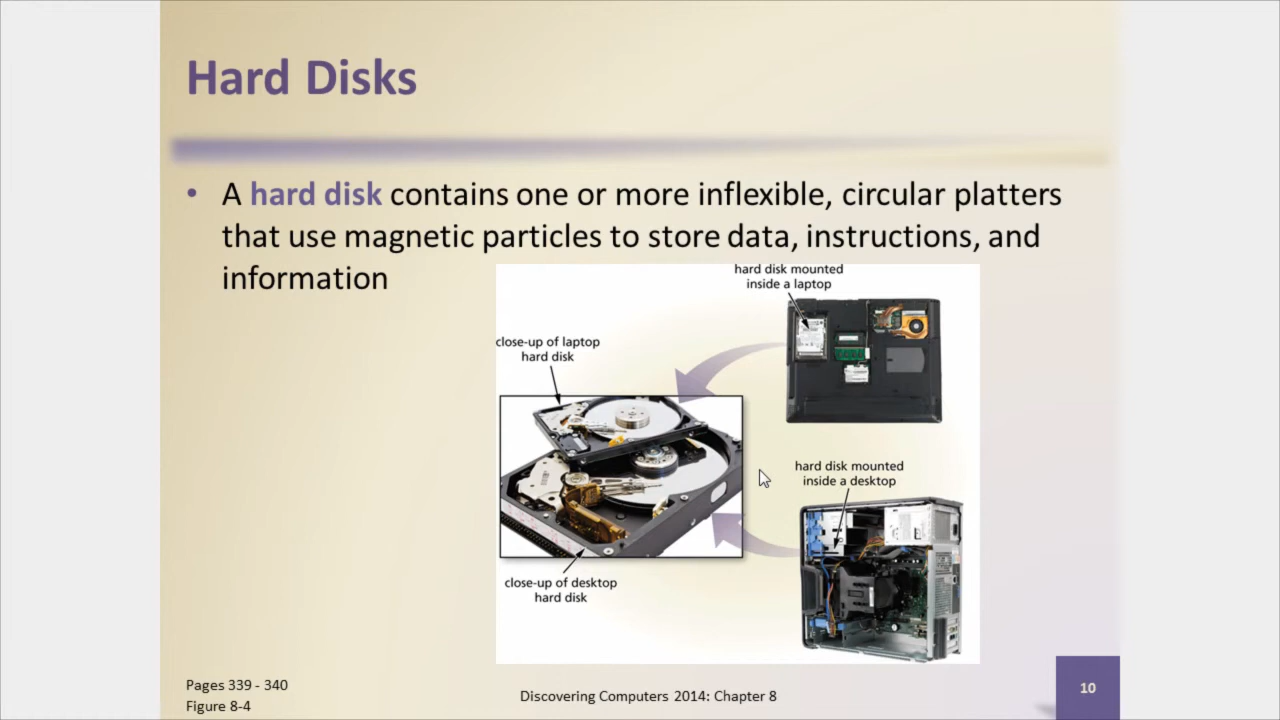 Hard Disks
• A hard disk contains one or more inflexible, circular platters
that use magnetic particles to store data, instructions, and
information
hard disk mounted
inside a laptop
close-up of laptop
hard disk
hard disk mounted
inside a desktop
close-up of desktop
hard disk
Pages 339 - 340
Figure 8-4
Discovering Computers 2014: Chapter 8
10